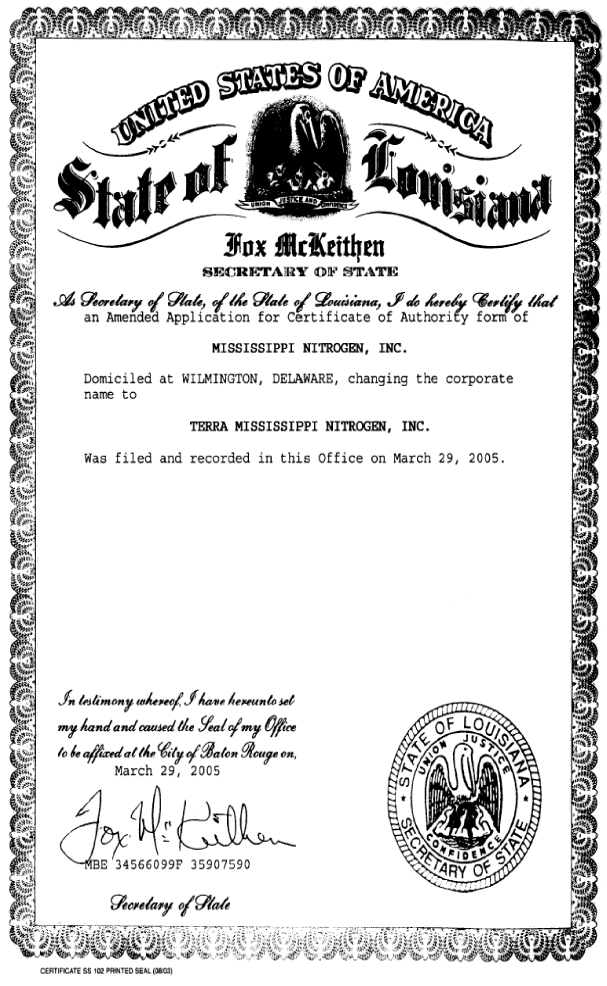 UNITED STATES OF AMERICA
State of Louisiana
UNION JUSTICE AND CONFIDENCE
Fox McKeithen
SECRETARY OF STATE
As Secretary of State, of the State of Louisiana, I do hereby Certify that
an Amended Application for Certificate of Authority form of
MISSISSIPPI NITROGEN, INC.
Domiciled at WILMINGTON, DELAWARE, changing the corporate
name to
TERRA MISSISSIPPI NITROGEN, INC.
Was filed and recorded in this Office on March 29, 2005.
In testimony whereof, I have hereunto set
my hand and caused the Seal of my Office
to be affixed at the City of Baton Rouge on,
March 29, 2005
Fox McKeithen
MBE 34566099F 35907590
Secretary of State
STATE OF LOUISIANA
UNION JUSTICE
CONFIDENCE
SECRETARY OF STATE
CERTIFICATE SS 102 PRINTED SEAL (08/03)